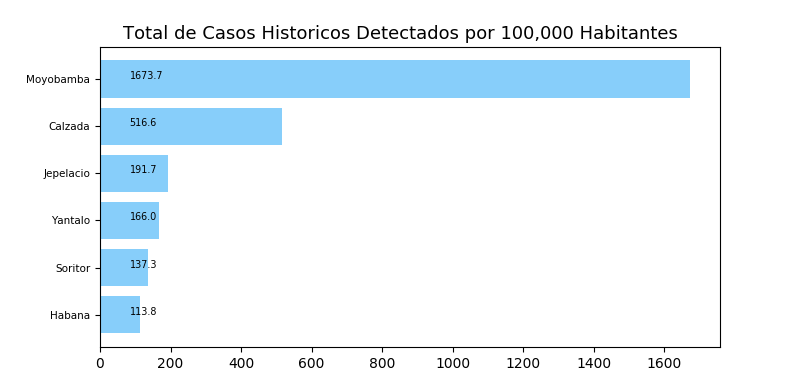 Total de Casos Historicos Detectados por 100,000 Habitantes
Moyobamba 1673.7
Calzada 516.6
Jepelacio 191.7
Yantalo 166.0
Soritor 137.3
Habana 113.8
0 200 400 600 800 1000 1200 1400 1600